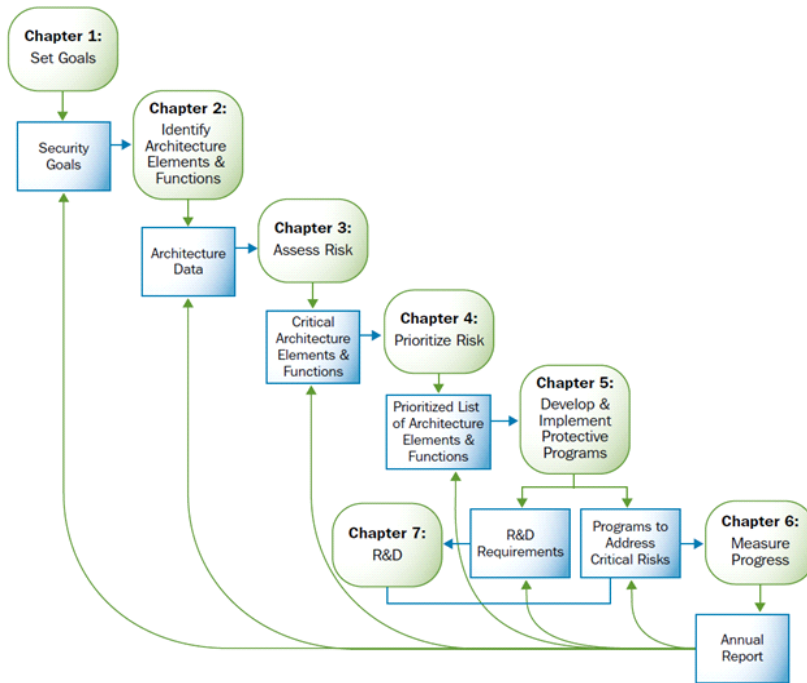 Chapter 1:
Set Goals
Security
Goals
Chapter 2:
Identify
Architecture
Elements &
Functions
Architecture
Data
Chapter 3:
Assess Risk
Critical
Architecture
Elements &
Functions
Chapter 4:
Prioritize Risk
Prioritized List
of Architecture
Elements &
Functions
Chapter 5:
Develop &
Implement
Protective
Programs
Chapter 7:
R&D
R&D
Requirements
Programs to
Address
Critical Risks
Chapter 6:
Measure
Progress
Annual
Report